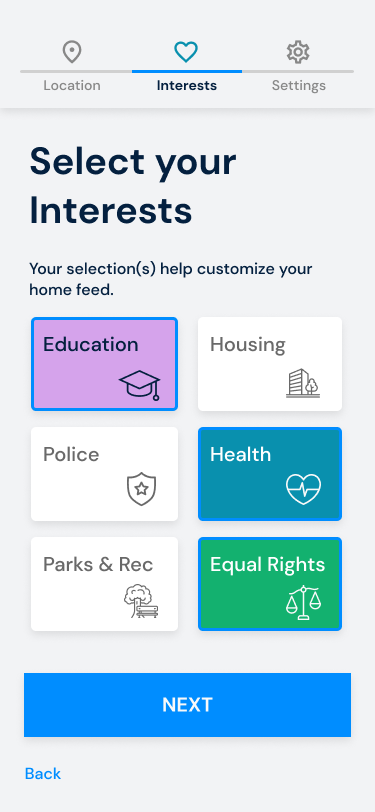 Location
Interests
Settings
Select your
Interests
Your selection(s) help customize your
home feed.
Education
Housing
Police
Health
Parks & Rec
Equal Rights
NEXT
Back